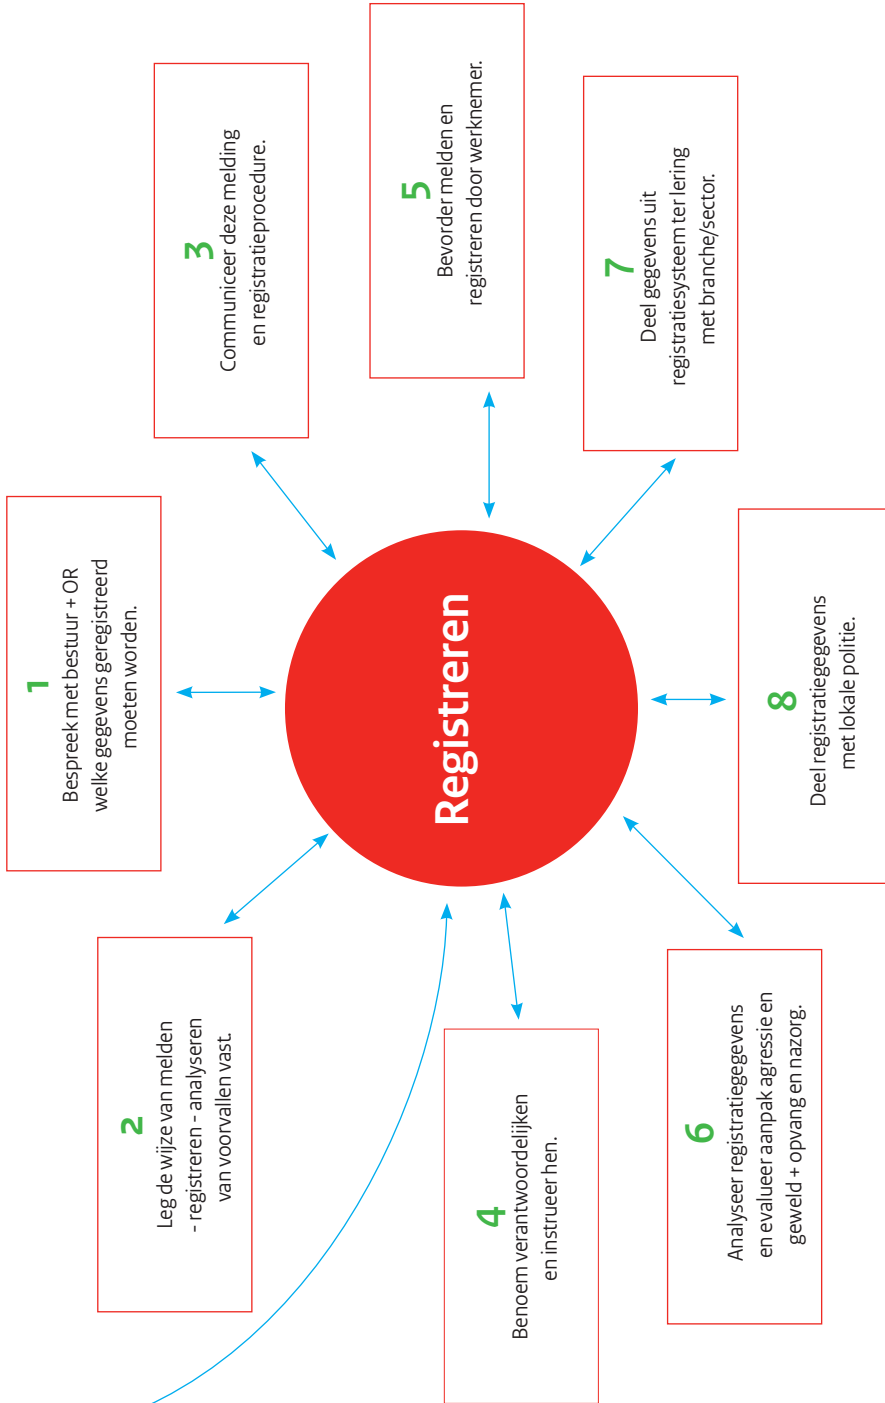 1
Bespreek met bestuur + OR
welke gegevens geregistreerd
moeten worden.
2
Leg de wijze van melden
- registreren - analyseren
van voorvallen vast.
3
Communiceer deze melding
en registratieprocedure.
Registreren
4
Benoem verantwoordelijken
en instrueer hen.
5
Bevorder melden en
registreren door werknemer.
6
Analyseer registratiegegevens
en evalueer aanpak agressie en
geweld + opvang en nazorg.
7
Deel gegevens uit
registratiesysteem ter lering
met branche/sector.
8
Deel registratiegegevens
met lokale politie.